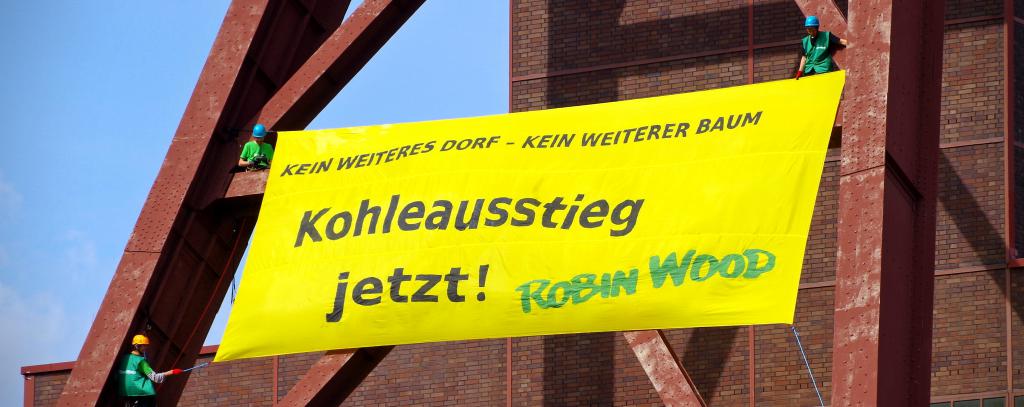 KEIN WEITERES DORF - KEIN WEITERER BAUM
Kohleausstieg
jetzt! ROBIN WOOD